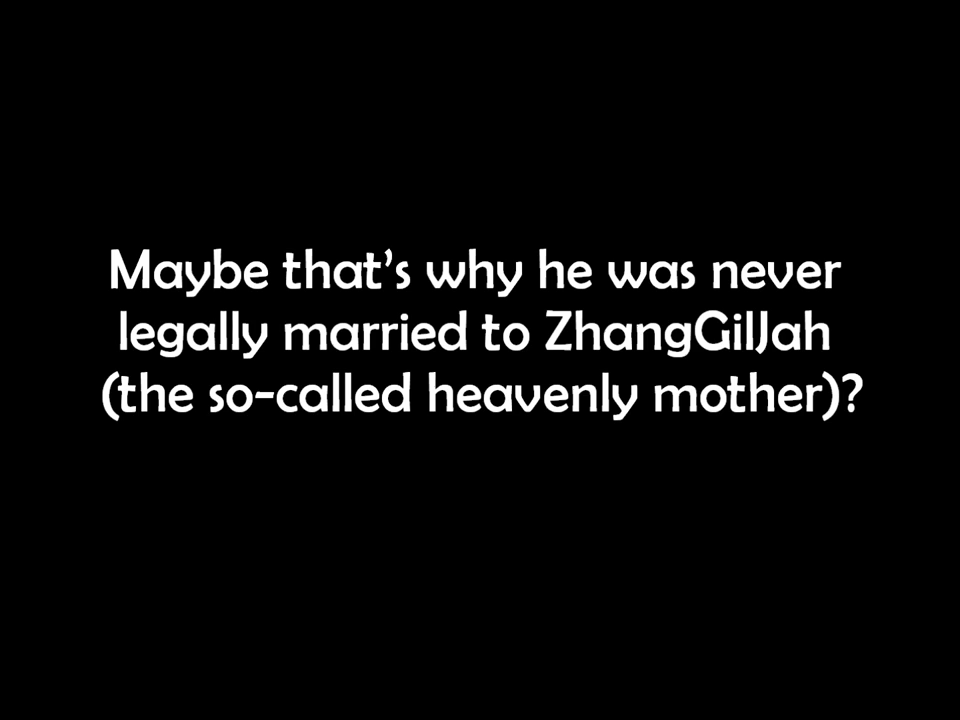 Maybe that's why he was never
legally married to ZhangGilJah
(the so-called heavenly mother)?